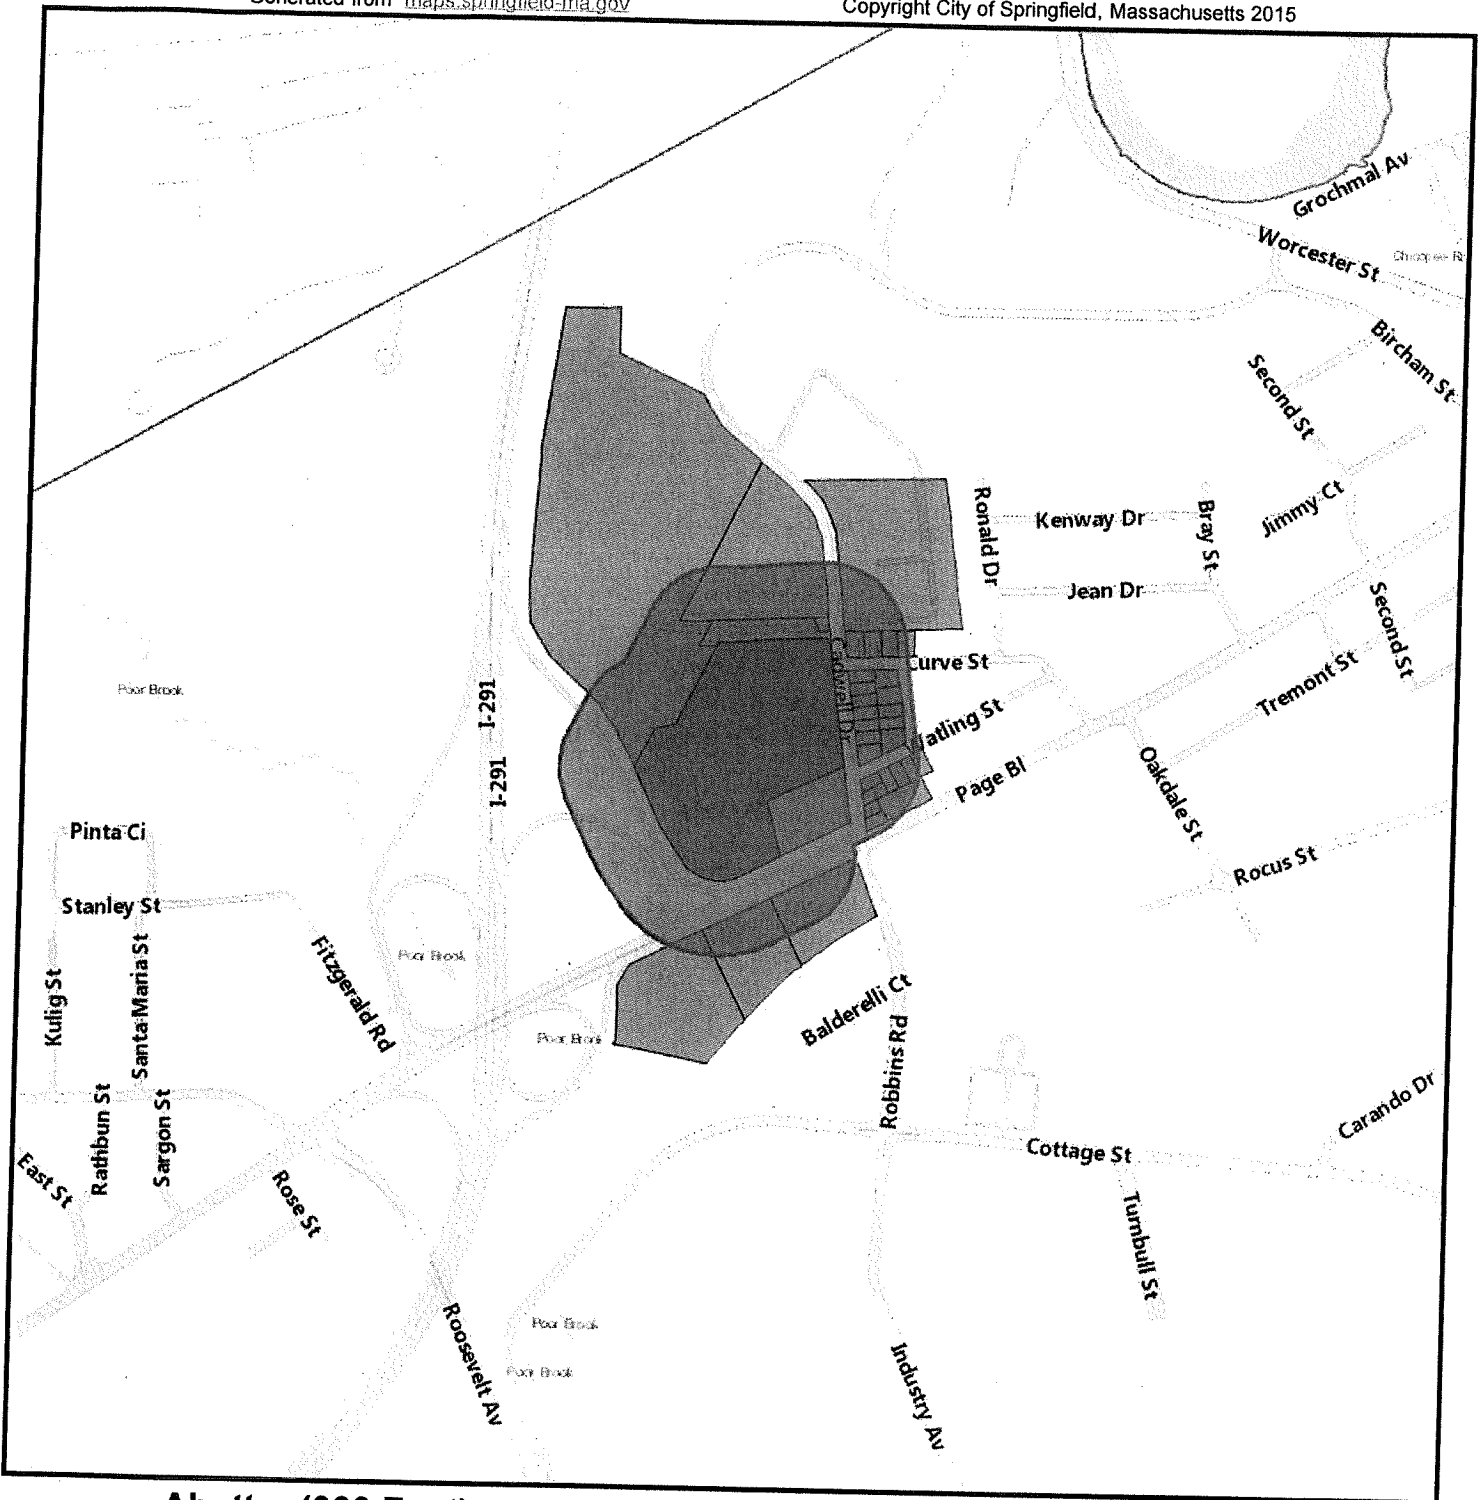 Generated from maps.springfield-ma.gov
Copyright City of Springfield, Massachusetts 2015
Grochmal Av
Worcester St
Bircham St
Second St
Jimmy Ct
Ronald Dr
Kenway Dr
Bray St
Jean Dr
Second St
Curve St
Cadwell Dr
Tremont St
Poor Brook
I-291
Watling St
Page Bl
I-291
Oakdale St
Pinta Ci
Rocus St
Stanley St
Fitzgerald Rd
Poor Brook
Kulig St
Santa Maria St
Balderelli Ct
Poor Brook
Robbins Rd
Rathbun St
Sargon St
Carando Dr
Cottage St
East St
Rose St
Turnbull St
Poor Brook
Roosevelt Av
Poor Brook
Industry Av